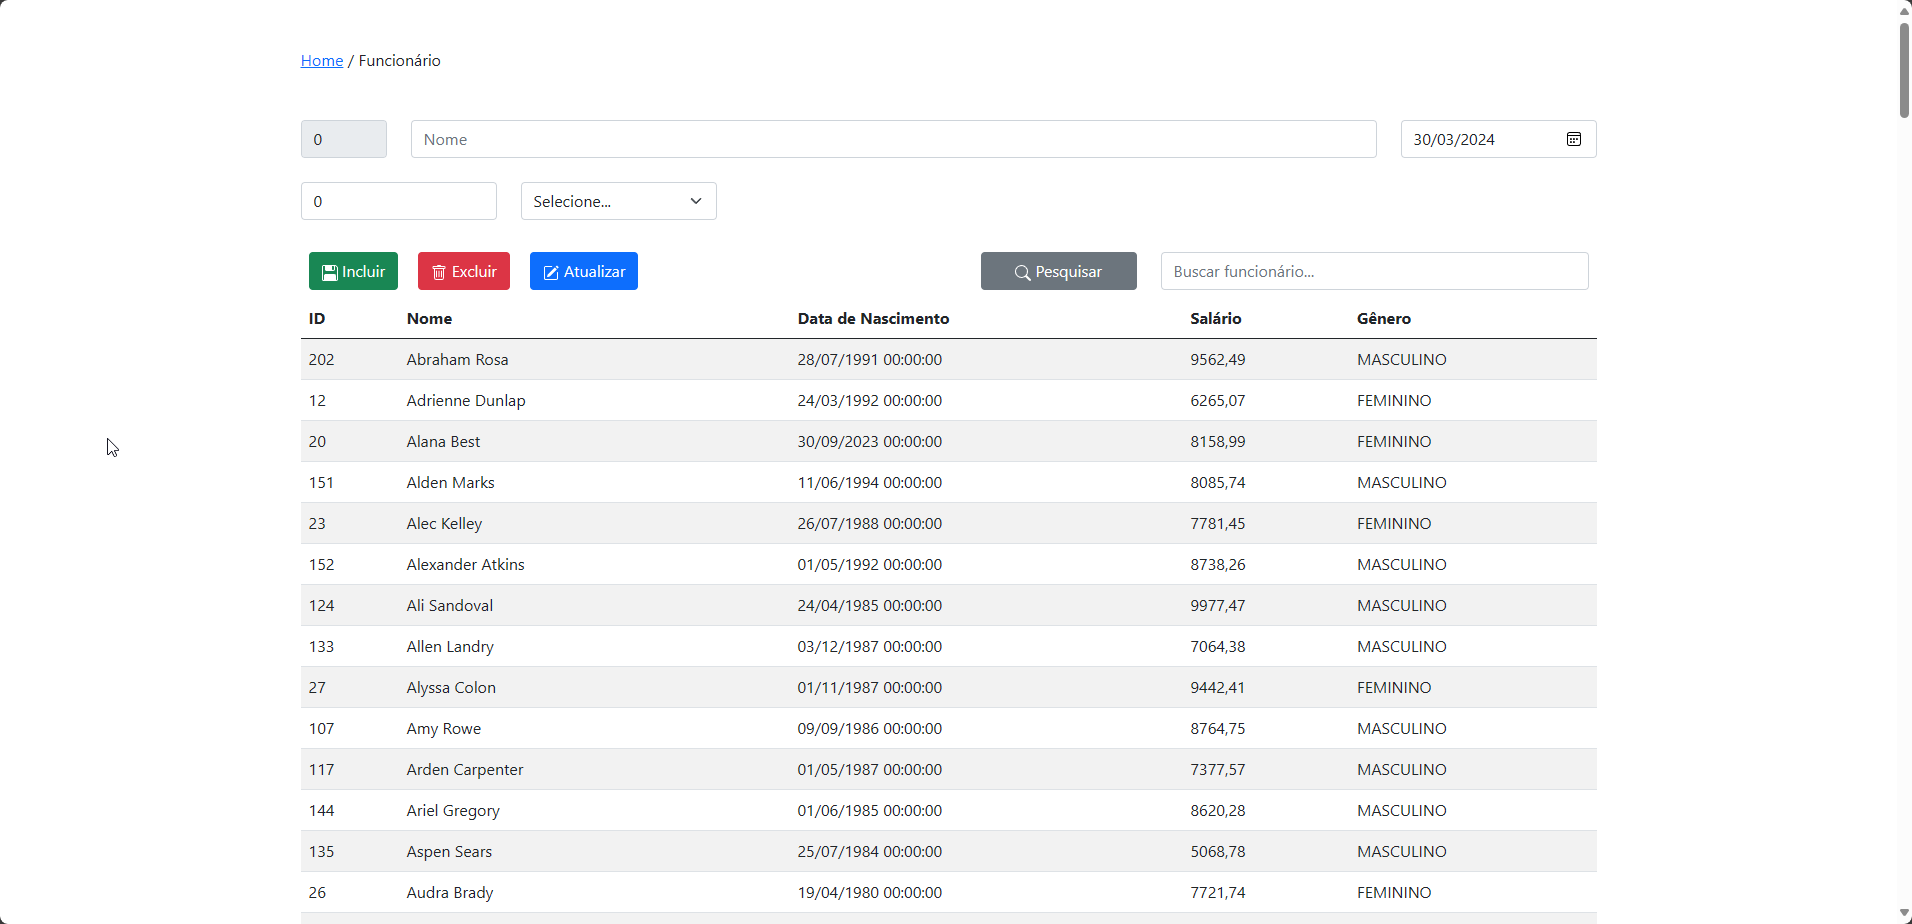 Home / Funcionário
0 Nome 30/03/2024
0 Selecione...
Incluir Excluir Atualizar Pesquisar Buscar funcionário...
ID Nome Data de Nascimento Salário Gênero
202 Abraham Rosa 28/07/1991 00:00:00 9562,49 MASCULINO
12 Adrienne Dunlap 24/03/1992 00:00:00 6265,07 FEMININO
20 Alana Best 30/09/2023 00:00:00 8158,99 FEMININO
151 Alden Marks 11/06/1994 00:00:00 8085,74 MASCULINO
23 Alec Kelley 26/07/1988 00:00:00 7781,45 FEMININO
152 Alexander Atkins 01/05/1992 00:00:00 8738,26 MASCULINO
124 Ali Sandoval 24/04/1985 00:00:00 9977,47 MASCULINO
133 Allen Landry 03/12/1987 00:00:00 7064,38 MASCULINO
27 Alyssa Colon 01/11/1987 00:00:00 9442,41 FEMININO
107 Amy Rowe 09/09/1986 00:00:00 8764,75 MASCULINO
117 Arden Carpenter 01/05/1987 00:00:00 7377,57 MASCULINO
144 Ariel Gregory 01/06/1985 00:00:00 8620,28 MASCULINO
135 Aspen Sears 25/07/1984 00:00:00 5068,78 MASCULINO
26 Audra Brady 19/04/1980 00:00:00 7721,74 FEMININO